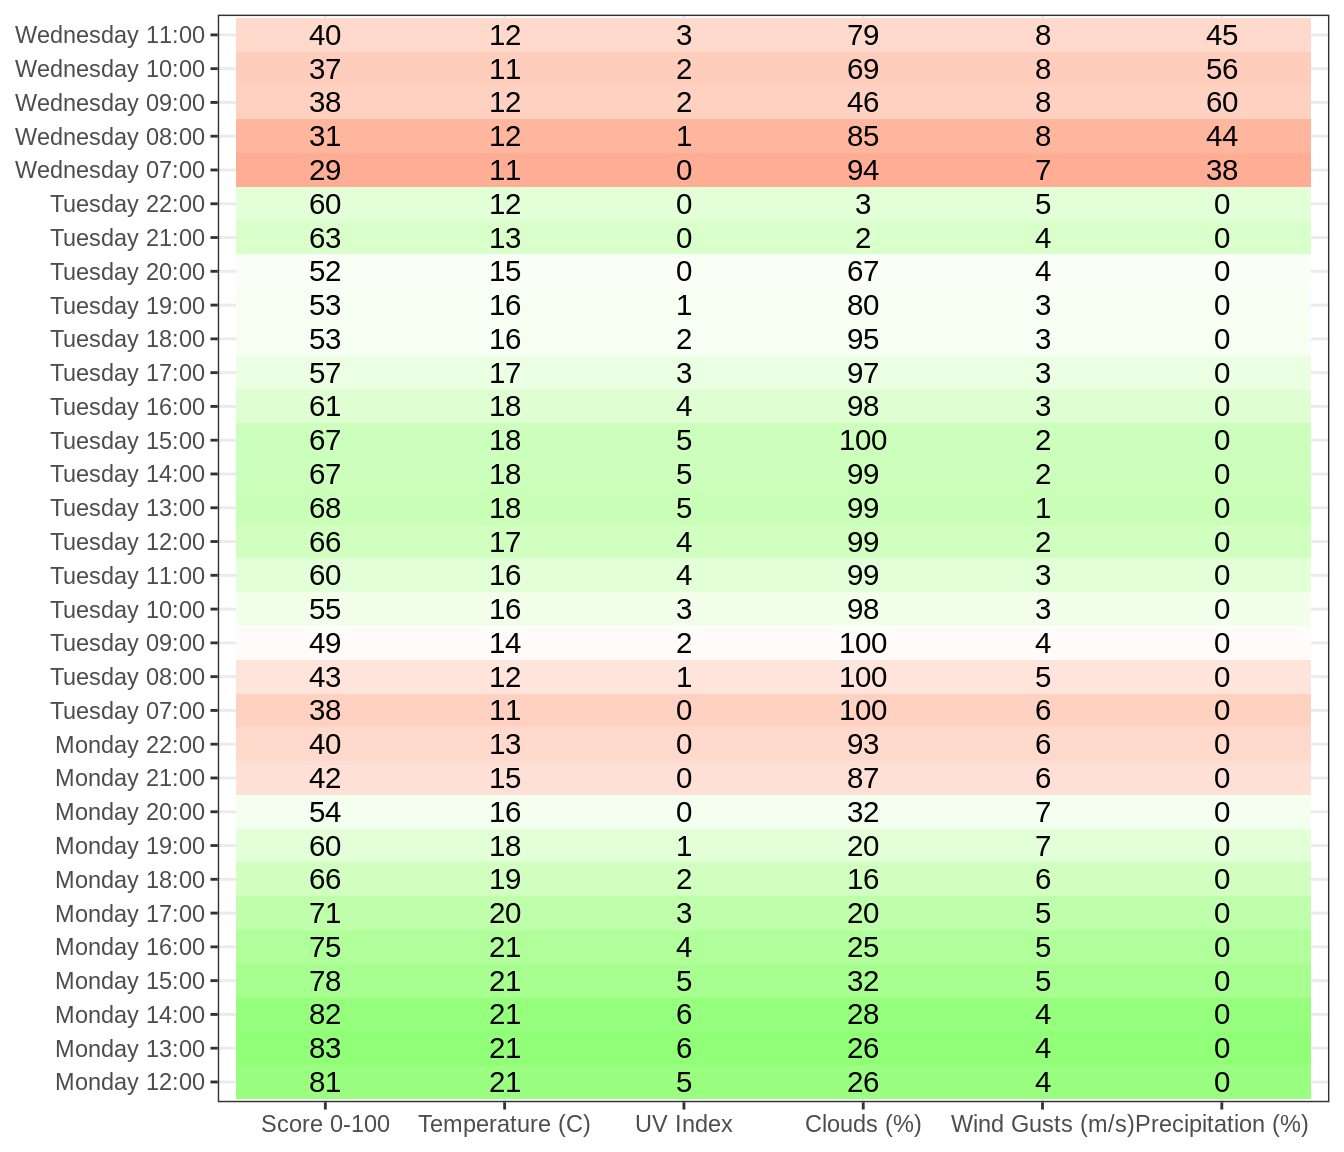 Wednesday 11:00 40 12 3 79 8 45
Wednesday 10:00 37 11 2 69 8 56
Wednesday 09:00 38 12 2 46 8 60
Wednesday 08:00 31 12 1 85 8 44
Wednesday 07:00 29 11 0 94 7 38
Tuesday 22:00 60 12 0 3 5 0
Tuesday 21:00 63 13 0 2 4 0
Tuesday 20:00 52 15 0 67 4 0
Tuesday 19:00 53 16 1 80 3 0
Tuesday 18:00 53 16 2 95 3 0
Tuesday 17:00 57 17 3 97 3 0
Tuesday 16:00 61 18 4 98 3 0
Tuesday 15:00 67 18 5 100 2 0
Tuesday 14:00 67 18 5 99 2 0
Tuesday 13:00 68 18 5 99 1 0
Tuesday 12:00 66 17 4 99 2 0
Tuesday 11:00 60 16 4 99 3 0
Tuesday 10:00 55 16 3 98 3 0
Tuesday 09:00 49 14 2 100 4 0
Tuesday 08:00 43 12 1 100 5 0
Tuesday 07:00 38 11 0 100 6 0
Monday 22:00 40 13 0 93 6 0
Monday 21:00 42 15 0 87 6 0
Monday 20:00 54 16 0 32 7 0
Monday 19:00 60 18 1 20 7 0
Monday 18:00 66 19 2 16 6 0
Monday 17:00 71 20 3 20 5 0
Monday 16:00 75 21 4 25 5 0
Monday 15:00 78 21 5 32 5 0
Monday 14:00 82 21 6 28 4 0
Monday 13:00 83 21 6 26 4 0
Monday 12:00 81 21 5 26 4 0
Score 0-100 Temperature (C) UV Index Clouds (%) Wind Gusts (m/s) Precipitation (%)